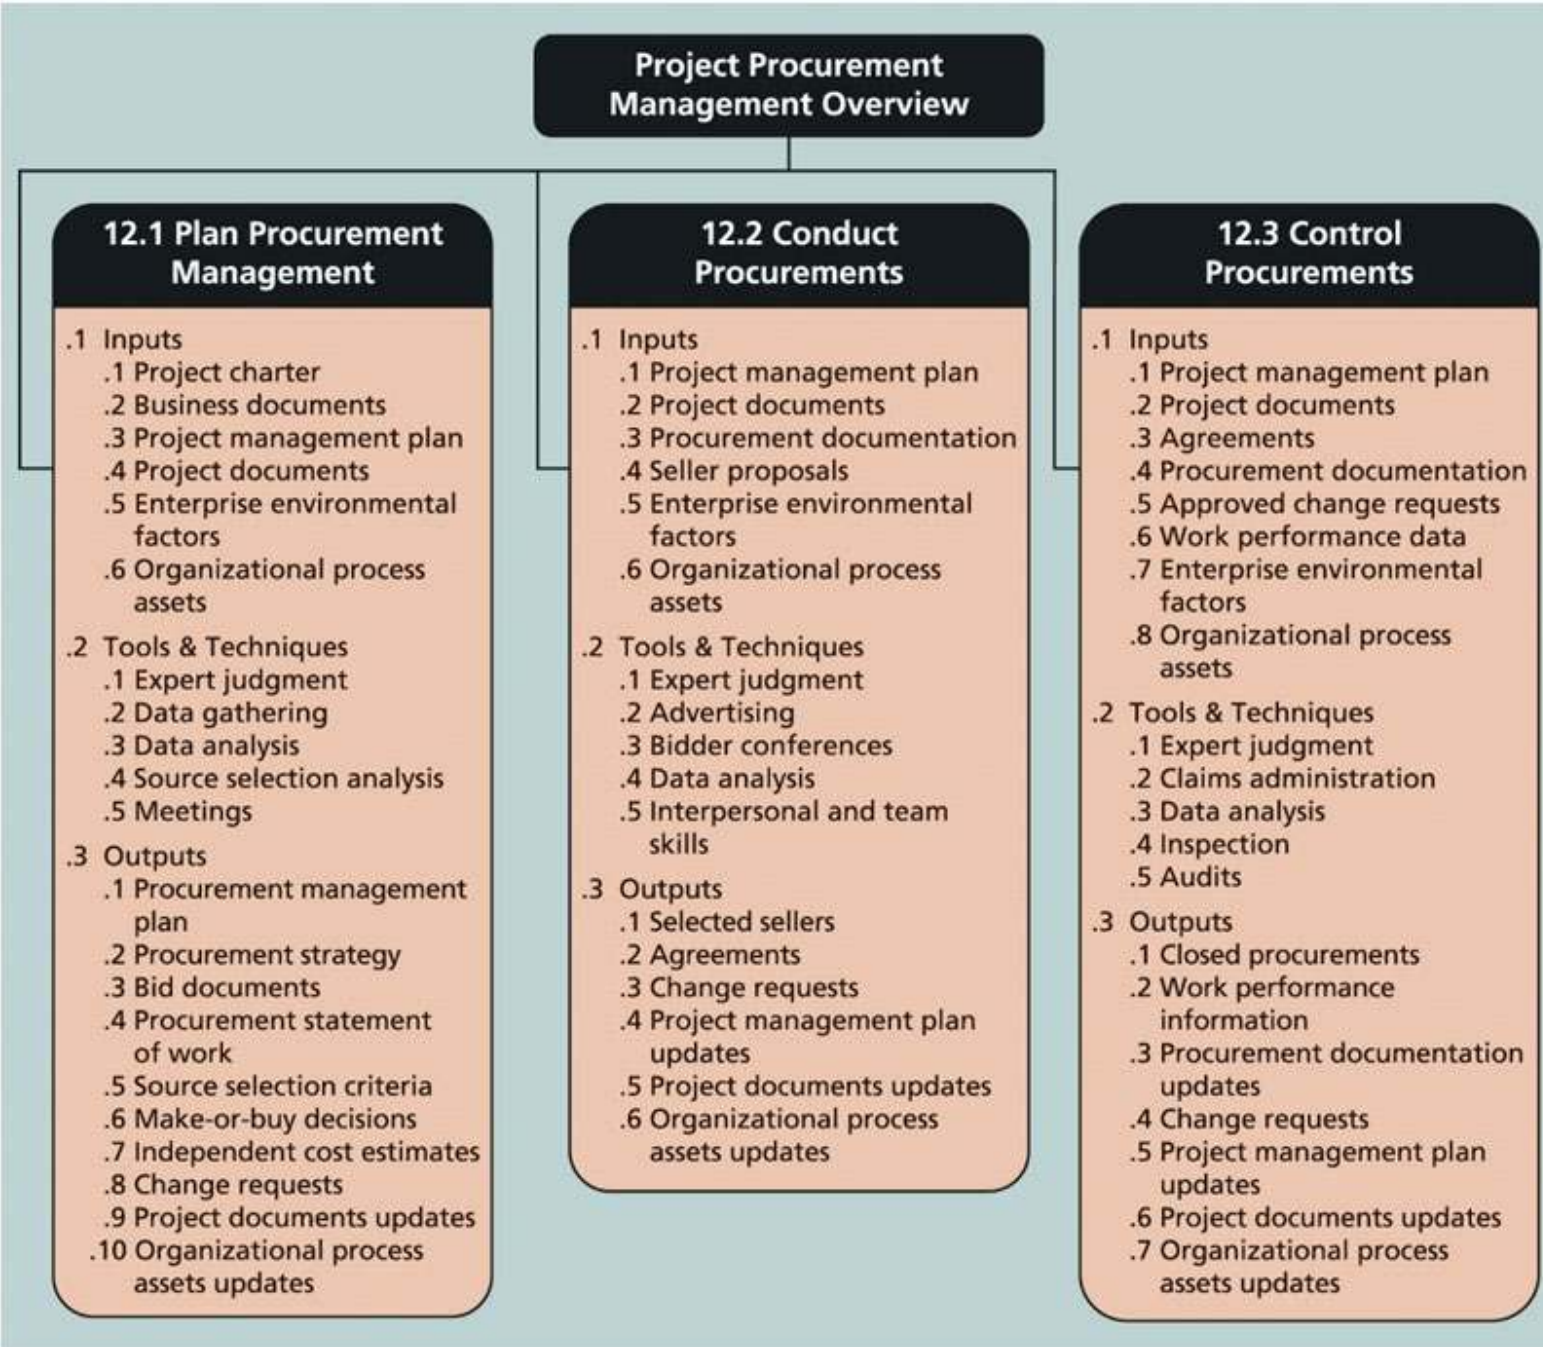 Project Procurement
Management Overview
12.1 Plan Procurement
Management
.1 Inputs
.1 Project charter
.2 Business documents
.3 Project management plan
.4 Project documents
.5 Enterprise environmental
factors
.6 Organizational process
assets
.2 Tools & Techniques
.1 Expert judgment
.2 Data gathering
.3 Data analysis
.4 Source selection analysis
.5 Meetings
.3 Outputs
.1 Procurement management
plan
.2 Procurement strategy
.3 Bid documents
.4 Procurement statement
of work
.5 Source selection criteria
.6 Make-or-buy decisions
.7 Independent cost estimates
.8 Change requests
.9 Project documents updates
.10 Organizational process
assets updates
12.2 Conduct
Procurements
.1 Inputs
.1 Project management plan
.2 Project documents
.3 Procurement documentation
.4 Seller proposals
.5 Enterprise environmental
factors
.6 Organizational process
assets
.2 Tools & Techniques
.1 Expert judgment
.2 Advertising
.3 Bidder conferences
.4 Data analysis
.5 Interpersonal and team
skills
.3 Outputs
.1 Selected sellers
.2 Agreements
.3 Change requests
.4 Project management plan
updates
.5 Project documents updates
.6 Organizational process
assets updates
12.3 Control
Procurements
.1 Inputs
.1 Project management plan
.2 Project documents
.3 Agreements
.4 Procurement documentation
.5 Approved change requests
.6 Work performance data
.7 Enterprise environmental
factors
.8 Organizational process
assets
.2 Tools & Techniques
.1 Expert judgment
.2 Claims administration
.3 Data analysis
.4 Inspection
.5 Audits
.3 Outputs
.1 Closed procurements
.2 Work performance
information
.3 Procurement documentation
updates
.4 Change requests
.5 Project management plan
updates
.6 Project documents updates
.7 Organizational process
assets updates